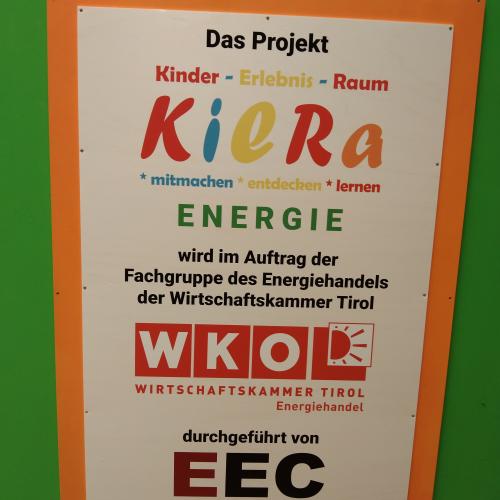 Das Projekt
Kinder - Erlebnis - Raum
KilRa
* mitmachen * entdecken * lernen
ENERGIE
wird im Auftrag der
Fachgruppe des Energiehandels
der Wirtschaftskammer Tirol
WKO
WIRTSCHAFTSKAMMER TIROL
Energiehandel
durchgeführt von
EEC